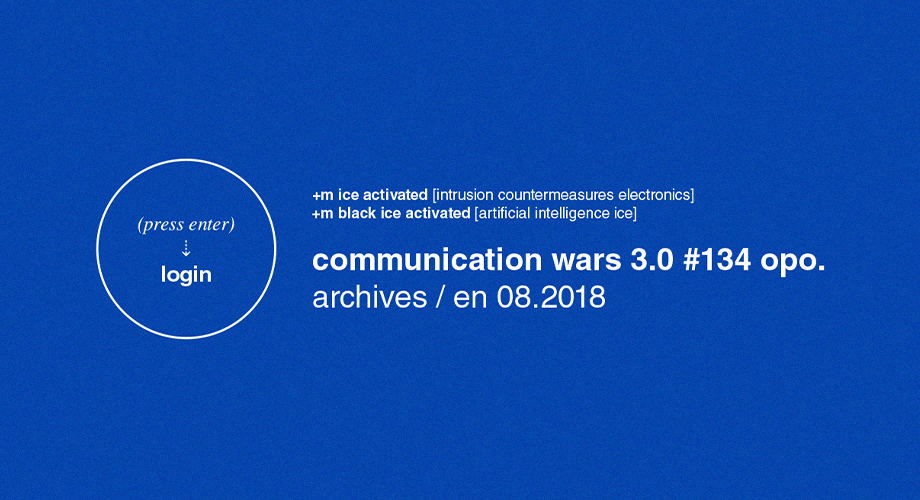 (press enter)
⇣
login
+m ice activated [intrusion countermeasures electronics]
+m black ice activated [artificial intelligence ice]
communication wars 3.0 #134 opo.
archives / en 08.2018